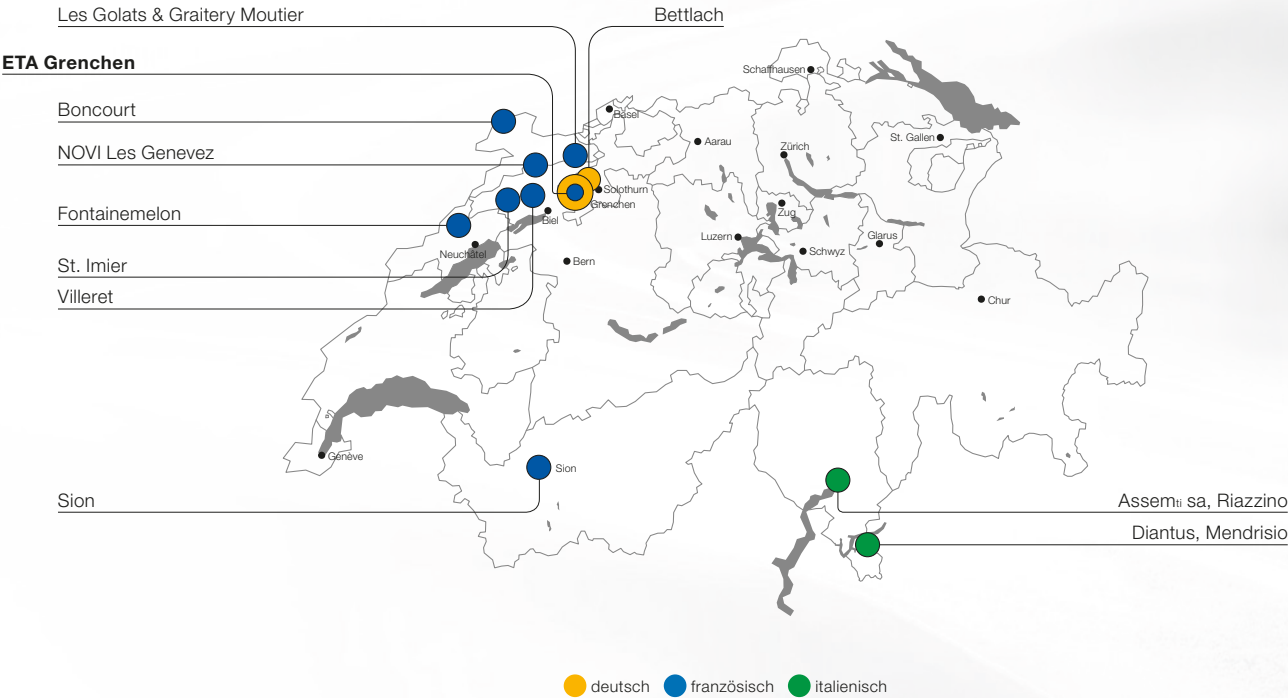 Les Golats & Graitery Moutier
Bettlach
ETA Grenchen
Boncourt
NOVI Les Genevez
Fontainemelon
St. Imier
Villeret
Sion
Schaffhausen
Basel
Aarau
Zürich
St. Gallen
Solothurn
Grenchen
Biel
Zug
Luzern
Schwyz
Glarus
Neuchâtel
Bern
Chur
Genève
Sion
Assemti sa, Riazzino
Diantus, Mendrisio
deutsch französisch italienisch